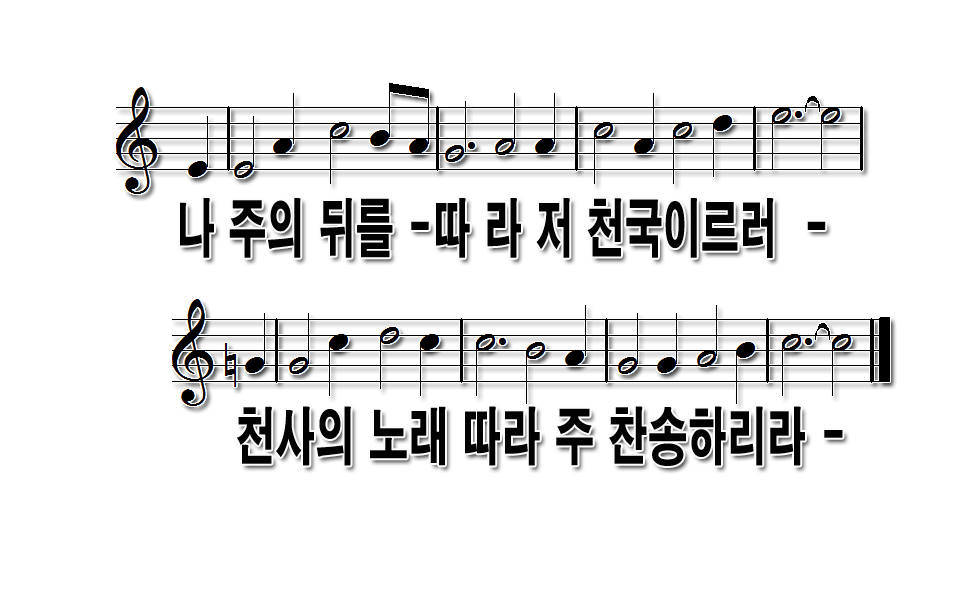 나 주의 뒤를 -따 라 저 천국이르러 -
천사의 노래 따라 주 찬송하리라 -